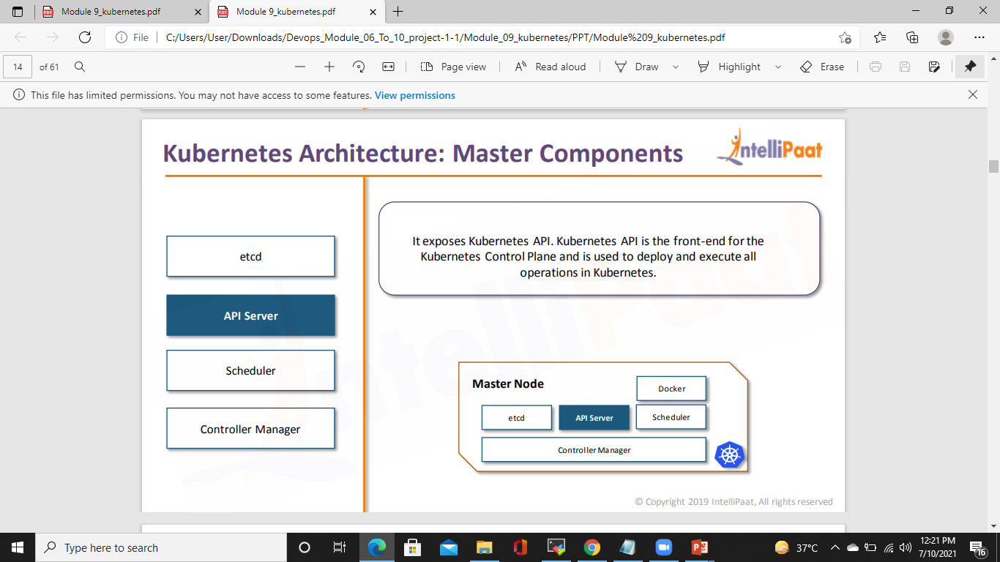 Module 9_kubernetes.pdf
Module 9_kubernetes.pdf
File
C:/Users/User/Downloads/Devops_Module_06_To_10_project-1-1/Module_09_kubernetes/PPT/Module%209_kubernetes.pdf
14 of 61
Page view
Read aloud
Draw
Highlight
Erase
This file has limited permissions. You may not have access to some features. View permissions
Kubernetes Architecture: Master Components
IntelliPaat
etcd
API Server
Scheduler
Controller Manager
It exposes Kubernetes API. Kubernetes API is the front-end for the
Kubernetes Control Plane and is used to deploy and execute all
operations in Kubernetes.
Master Node
Docker
etcd
API Server
Scheduler
Controller Manager
© Copyright 2019 IntelliPaat, All rights reserved
Type here to search
37°C
12:21 PM
7/10/2021
16